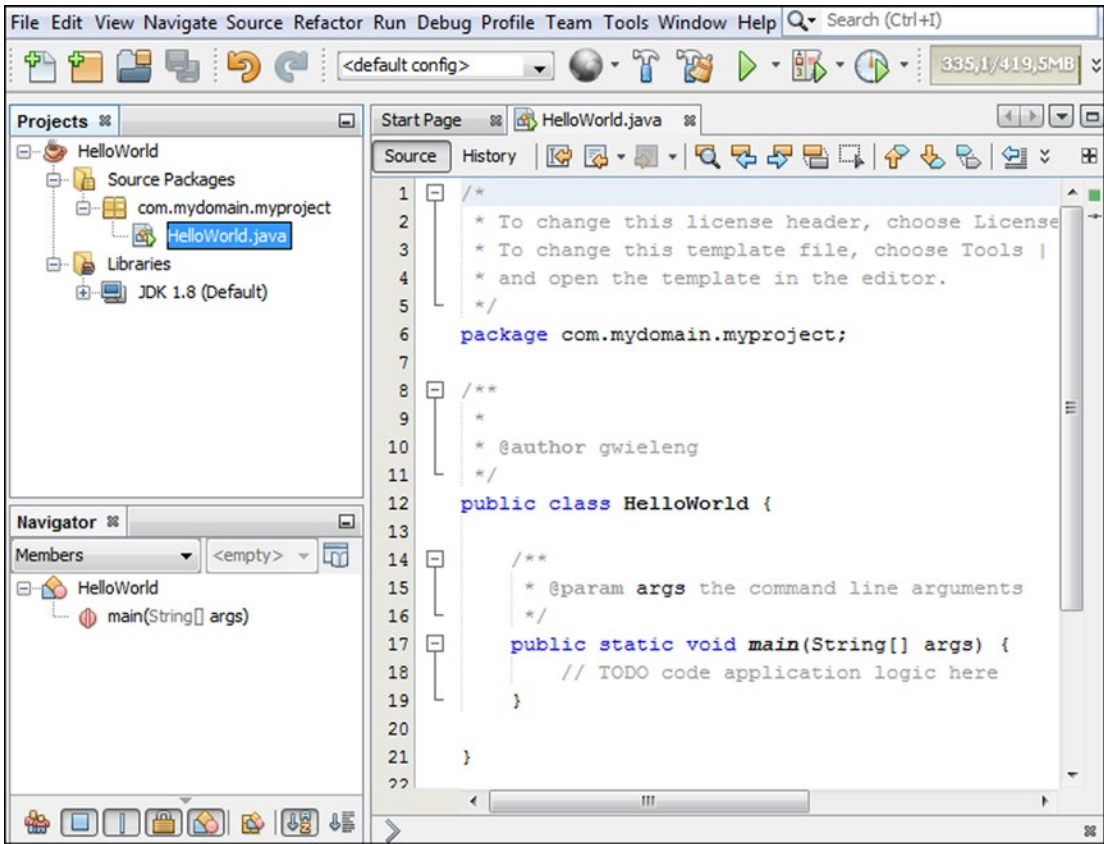 File Edit View Navigate Source Refactor Run Debug Profile Team Tools Window Help Search (Ctrl+I)
<default config> 335,1/419,5MB
Projects
HelloWorld
Source Packages
com.mydomain.myproject
HelloWorld.java
Libraries
JDK 1.8 (Default)
Navigator
Members <empty>
HelloWorld
main(String[] args)
Start Page HelloWorld.java
Source History
1 /*
2 * To change this license header, choose License
3 * To change this template file, choose Tools |
4 * and open the template in the editor.
5 */
6 package com.mydomain.myproject;
7
8 /**
9 *
10 * @author gwieleng
11 */
12 public class HelloWorld {
13
14 /**
15 * @param args the command line arguments
16 */
17 public static void main(String[] args) {
18 // TODO code application logic here
19 }
20
21 }
22